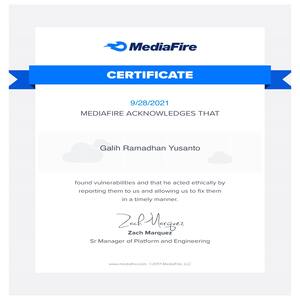 MediaFire
CERTIFICATE
9/28/2021
MEDIAFIRE ACKNOWLEDGES THAT
Galih Ramadhan Yusanto
found vulnerabilities and that he acted ethically by
reporting them to us and allowing us to fix them
in a timely manner.
Zach Marquez
Zach Marquez
Sr Manager of Platform and Engineering
www.mediafire.com ©2017 MediaFire, LLC